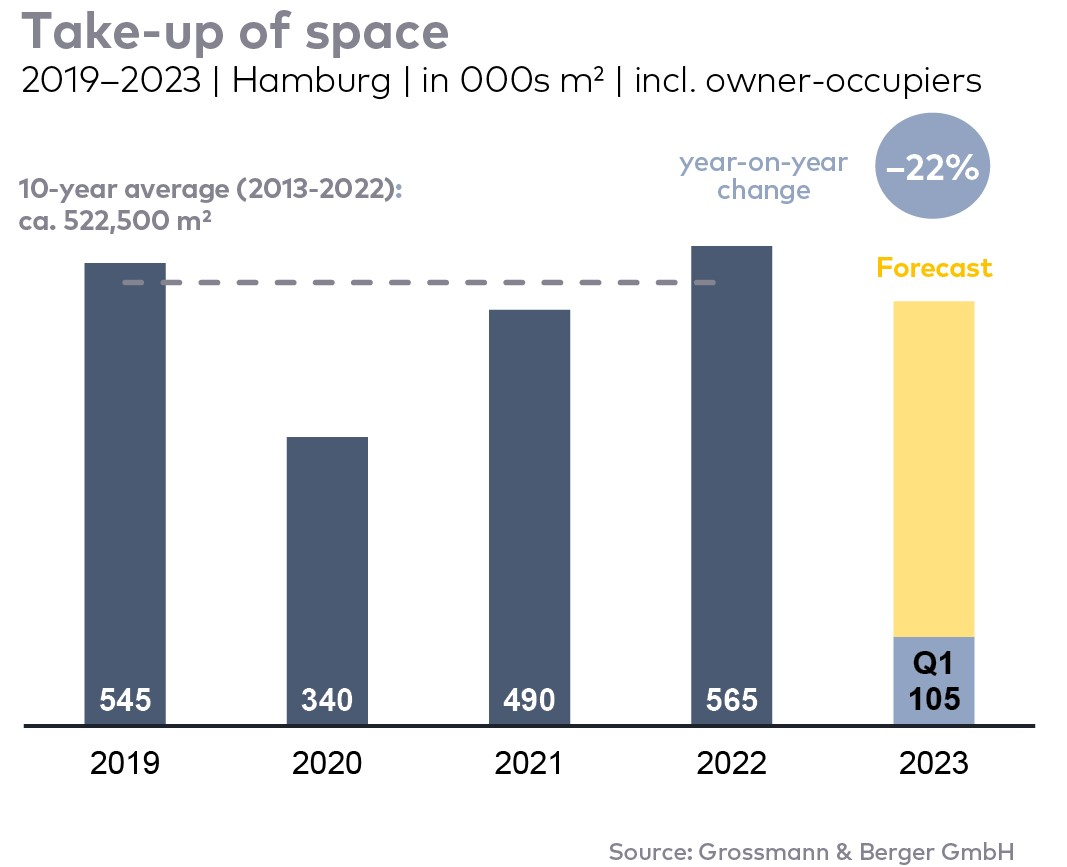 Take-up of space
2019–2023 | Hamburg | in 000s m² | incl. owner-occupiers
year-on-year
change
–22%
10-year average (2013-2022):
ca. 522,500 m²
Forecast
545
340
490
565
Q1
105
2019
2020
2021
2022
2023
Source: Grossmann & Berger GmbH